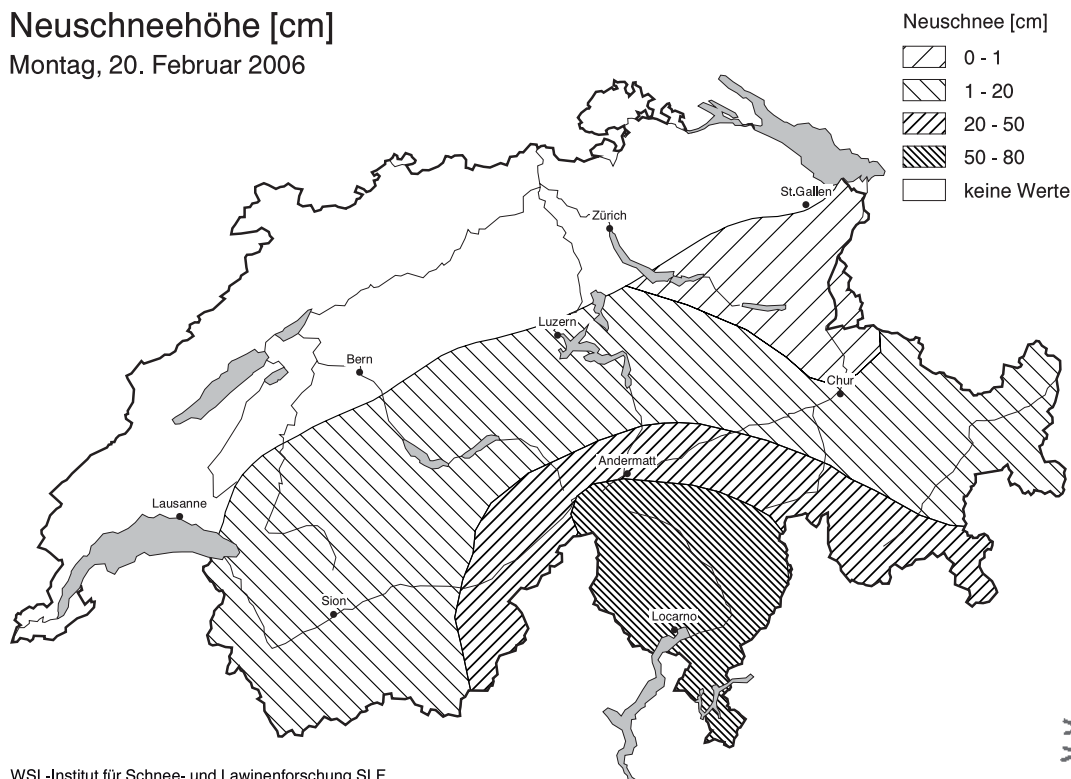 Neuschneehöhe [cm]
Montag, 20. Februar 2006
Neuschnee [cm]
0 - 1
1 - 20
20 - 50
50 - 80
keine Werte
St.Gallen
Zürich
Luzern
Bern
Chur
Andermatt
Lausanne
Sion
Locarno
WSL-Institut für Schnee- und Lawinenforschung SLF